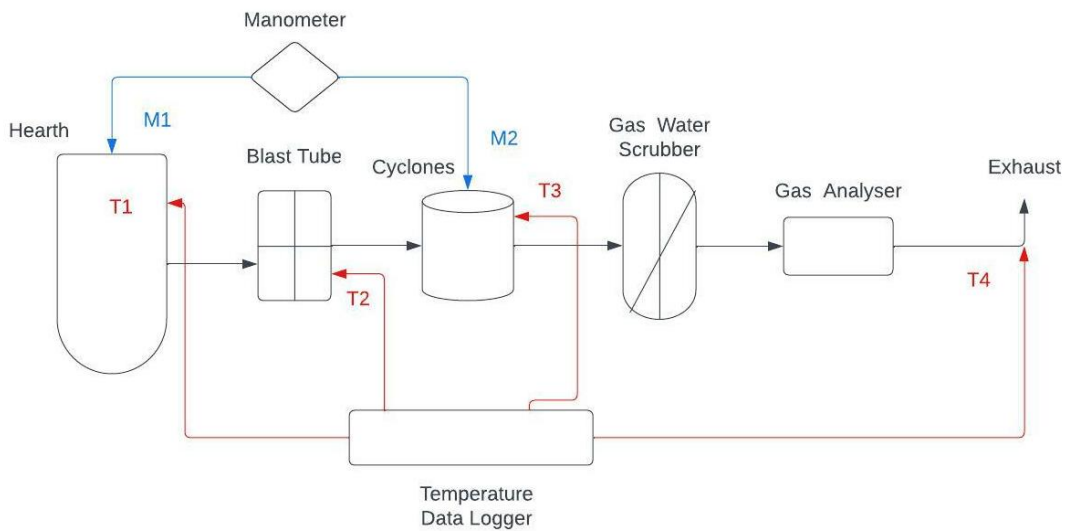 Manometer
M1
Hearth
M2
Gas Water
Scrubber
Blast Tube
Cyclones
Exhaust
T3
Gas Analyser
T1
T4
T2
Temperature
Data Logger